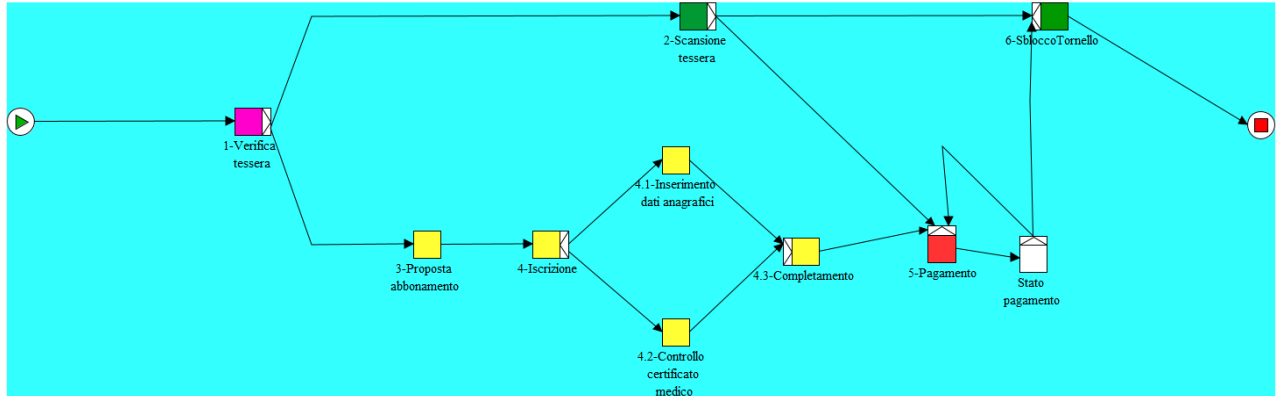 2-Scansione
tessera
6-SbloccoTornello
1-Verifica
tessera
4.1-Inserimento
dati anagrafici
3-Proposta
abbonamento
4-Iscrizione
4.3-Completamento
5-Pagamento
Stato
pagamento
4.2-Controllo
certificato
medico